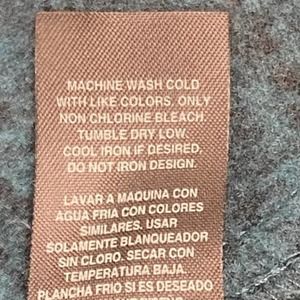 MACHINE WASH COLD
WITH LIKE COLORS, ONLY
NON CHLORINE BLEACH.
TUMBLE DRY LOW.
COOL IRON IF DESIRED.
DO NOT IRON DESIGN.
LAVAR A MAQUINA CON
AGUA FRIA CON COLORES
SIMILARES. USAR
SOLAMENTE BLANQUEADOR
SIN CLORO. SECAR CON
TEMPERATURA BAJA.
PLANCHA FRIO SI ES DESEADO